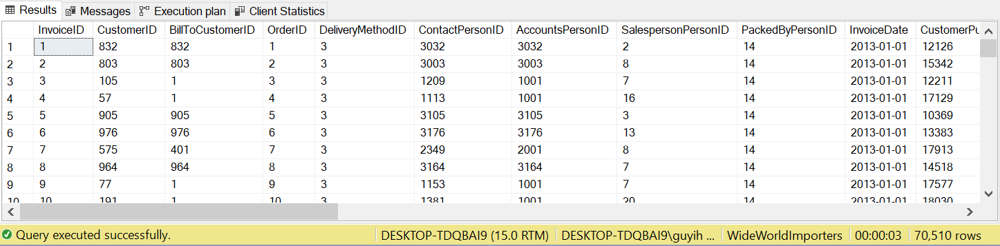 Results Messages Execution plan Client Statistics
InvoiceID CustomerID BillToCustomerID OrderID DeliveryMethodID ContactPersonID AccountsPersonID SalespersonPersonID PackedByPersonID InvoiceDate CustomerPu
1 1 832 832 1 3 3032 3032 2 14 2013-01-01 12126
2 2 803 803 2 3 3003 3003 8 14 2013-01-01 15342
3 3 105 1 3 3 1209 1001 7 14 2013-01-01 12211
4 4 57 1 4 3 1113 1001 16 14 2013-01-01 17129
5 5 905 905 5 3 3105 3105 3 14 2013-01-01 10369
6 6 976 976 6 3 3176 3176 13 14 2013-01-01 13383
7 7 575 401 7 3 2349 2001 8 14 2013-01-01 17913
8 8 964 964 8 3 3164 3164 7 14 2013-01-01 14518
9 9 77 1 9 3 1153 1001 7 14 2013-01-01 17577
10 10 191 1 10 3 1381 1001 20 14 2013-01-01 18030
Query executed successfully. DESKTOP-TDQBAI9 (15.0 RTM) DESKTOP-TDQBAI9\guyih ... WideWorldImporters 00:00:03 70,510 rows